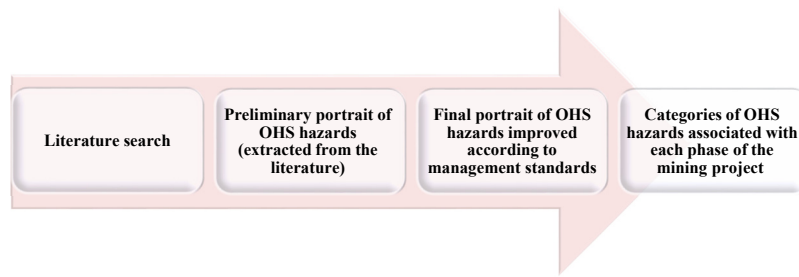 Literature search
Preliminary portrait of
OHS hazards
(extracted from the
literature)
Final portrait of OHS
hazards improved
according to
management standards
Categories of OHS
hazards associated with
each phase of the
mining project